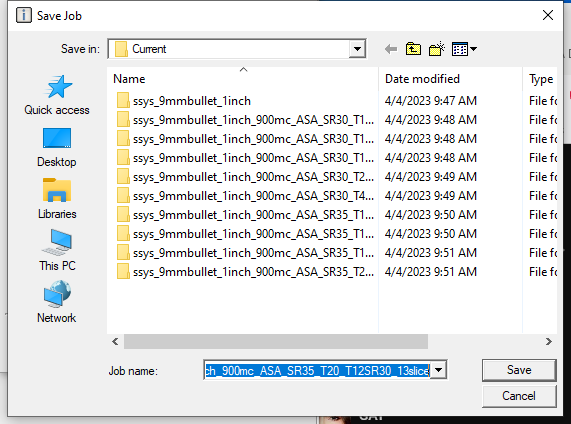 Save Job
Save in: Current
Name Date modified Type
ssys_9mmbullet_1inch 4/4/2023 9:47 AM File fo
ssys_9mmbullet_1inch_900mc_ASA_SR30_T1... 4/4/2023 9:48 AM File fo
ssys_9mmbullet_1inch_900mc_ASA_SR30_T1... 4/4/2023 9:48 AM File fo
ssys_9mmbullet_1inch_900mc_ASA_SR30_T1... 4/4/2023 9:48 AM File fo
ssys_9mmbullet_1inch_900mc_ASA_SR30_T2... 4/4/2023 9:49 AM File fo
ssys_9mmbullet_1inch_900mc_ASA_SR30_T4... 4/4/2023 9:49 AM File fo
ssys_9mmbullet_1inch_900mc_ASA_SR35_T1... 4/4/2023 9:50 AM File fo
ssys_9mmbullet_1inch_900mc_ASA_SR35_T1... 4/4/2023 9:50 AM File fo
ssys_9mmbullet_1inch_900mc_ASA_SR35_T1... 4/4/2023 9:51 AM File fo
ssys_9mmbullet_1inch_900mc_ASA_SR35_T2... 4/4/2023 9:51 AM File fo
Quick access
Desktop
Libraries
This PC
Network
Job name: ch_900mc_ASA_SR35_T20_T12SR30_13slice
Save
Cancel